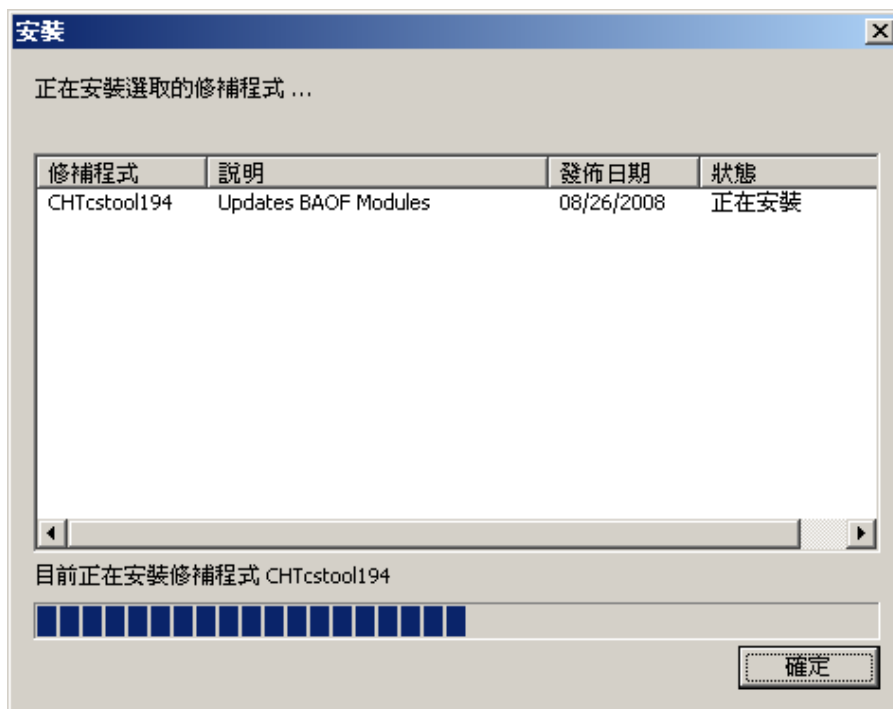 安裝
正在安裝選取的修補程式 ...
修補程式 說明 發佈日期 狀態
CHTcstool194 Updates BAOF Modules 08/26/2008 正在安裝
目前正在安裝修補程式 CHTcstool194
確定